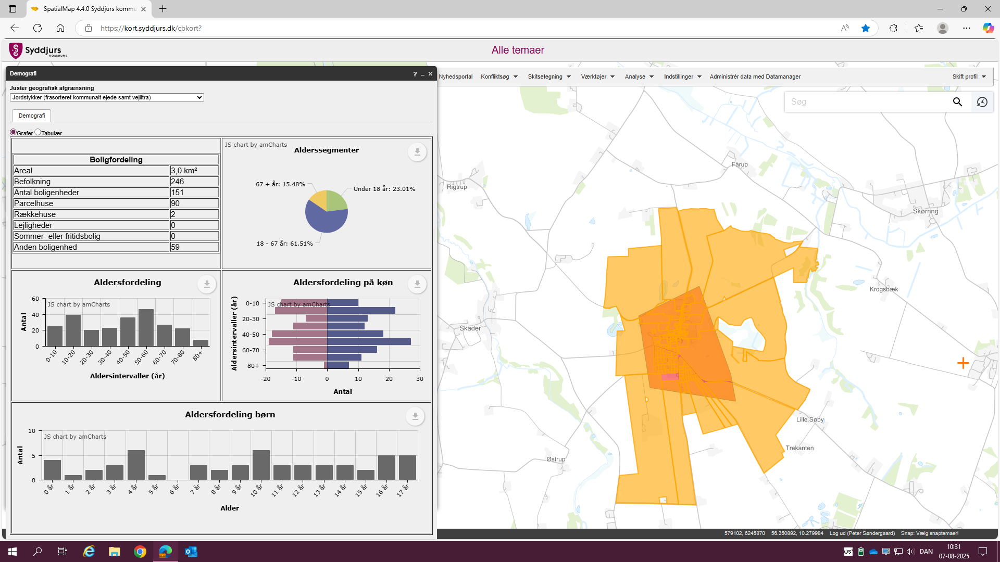 SpatialMap 4.4.0 Syddjurs kommu
https://kort.syddjurs.dk/cbkort?
Syddjurs
KOMMUNE
Alle temaer
Demografi
? _ ×
Nyhedsportal Konfliktsøg Skitsetegning Værktøjer Analyse Indstillinger Administrér data med Datamanager Skift profil
Juster geografisk afgrænsning
Jordstykker (frasorteret kommunalt ejede samt vejlitra)
Søg
Demografi
Grafer Tabulær
Boligfordeling
Areal 3,0 km²
Befolkning 246
Antal boligenheder 151
Parcelhuse 90
Rækkehuse 2
Lejligheder 0
Sommer- eller fritidsbolig 0
Anden boligenhed 59
JS chart by amCharts
Alderssegmenter
67 + år: 15.48%
Under 18 år: 23.01%
18 - 67 år: 61.51%
Aldersfordeling
JS chart by amCharts
Antal
60
40
20
0
0-10 10-20 20-30 30-40 40-50 50-60 60-70 70-80 80+
Aldersintervaller (år)
Aldersfordeling på køn
JS chart by amCharts
Aldersintervaller (år)
0-10
20-30
40-50
60-70
80+
-20 -10 0 10 20 30
Antal
Aldersfordeling børn
JS chart by amCharts
Antal
10
5
0
0 år 1 år 2 år 3 år 4 år 5 år 6 år 7 år 8 år 9 år 10 år 11 år 12 år 13 år 14 år 15 år 16 år 17 år
Alder
Fårup
Rigtrup
Skørring
Krogsbæk
Skader
Lille Søby
Trekanten
Østrup
579102, 6245870 56.350892, 10.279984 Log ud (Peter Søndergaard) Snap: Vælg snaptemaer!
DAN
10:31
07-08-2025